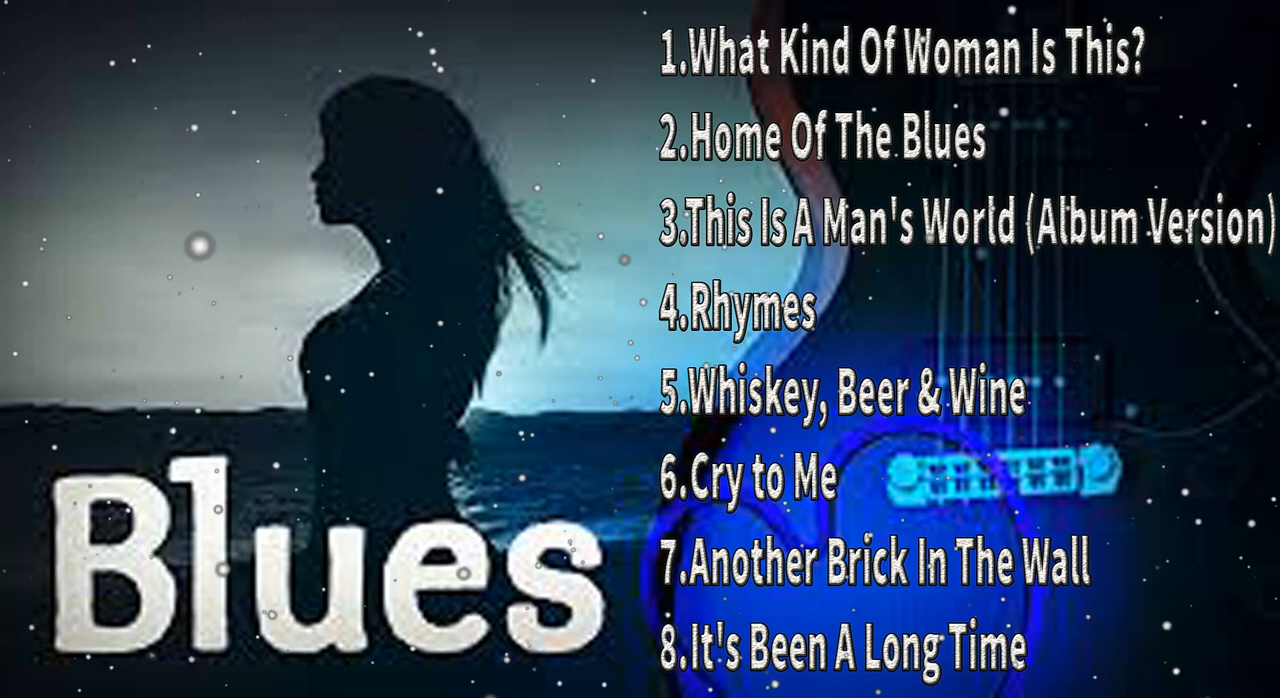 Blues
1.What Kind Of Woman Is This?
2.Home Of The Blues
3.This Is A Man's World (Album Version)
4.Rhymes
5.Whiskey, Beer & Wine
6.Cry to Me
7.Another Brick In The Wall
8.It's Been A Long Time